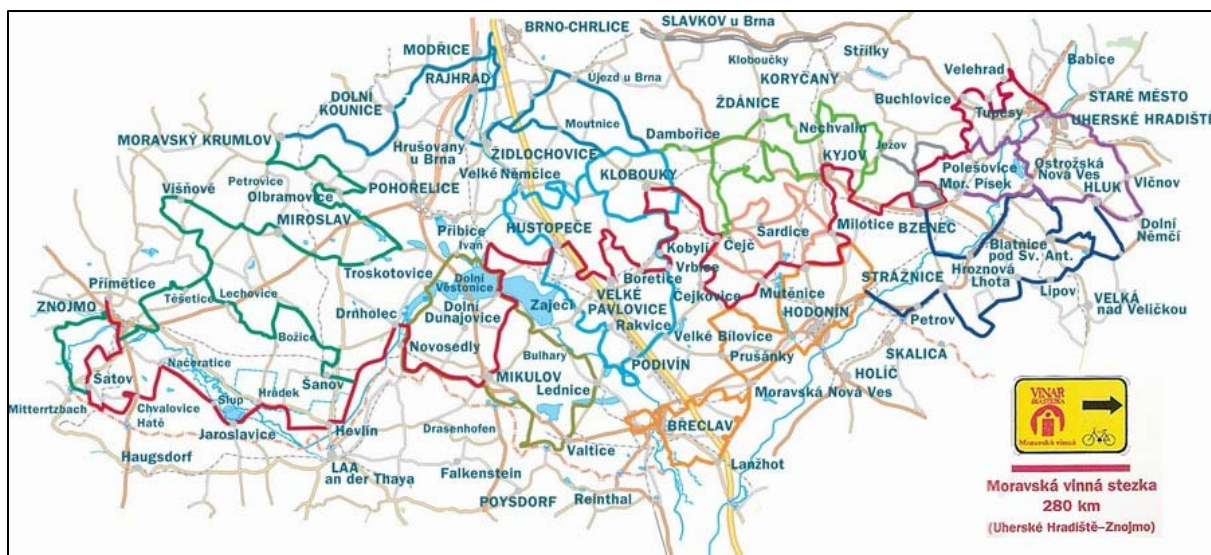 SLAVKOV u Brna
BRNO-CHRLICE
MODŘICE
Kloboučky
Střílky
Babice
RAJHRAD
Újezd u Brna
KORYČANY
Velehrad
DOLNÍ
KOUNICE
ŽDÁNICE
Buchlovice
STARÉ MĚSTO
Tupesy
UHERSKÉ HRADIŠTĚ
MORAVSKÝ KRUMLOV
Moutnice
Dambořice
Nechvalín
Hrušovany
u Brna
ŽIDLOCHOVICE
Ježov
KYJOV
Polešovice
Ostrožská
Nová Ves
Petrovice
Velké Němčice
KLOBOUKY
Mor. Písek
Vlčnov
Višňové
Olbramovice
POHOŘELICE
HLUK
MIROSLAV
Přibice
HUSTOPEČE
Šardice
Milotice
BZENEC
Ivaň
Kobylí
Čejč
Dolní
Němčí
Blatnice
pod Sv. Ant.
Vrbice
Troskotovice
Dolní
Věstonice
Bořetice
STRÁŽNICE
Hroznová
Lhota
Přímětice
Těšetice
Lechovice
Zaječí
VELKÉ
PAVLOVICE
Čejkovice
Mutěnice
Lipov
ZNOJMO
Drnholec
Dolní
Dunajovice
HODONÍN
VELKÁ
nad Veličkou
Rakvice
Petrov
Božice
Velké Bílovice
Novosedly
Bulhary
SKALICA
Načeratice
Prušánky
PODIVÍN
Šatov
Hrádek
Šanov
MIKULOV
Lednice
HOLÍČ
Mitterrtzbach
Moravská Nová Ves
Chvalovice
Hatě
Slup
Jaroslavice
Hevlín
Drasenhofen
BŘECLAV
Valtice
Haugsdorf
LAA
an der Thaya
Falkenstein
Lanžhot
POYSDORF
Reinthal
VINAŘ
Moravská vinná
Moravská vinná stezka
280 km
(Uherské Hradiště–Znojmo)